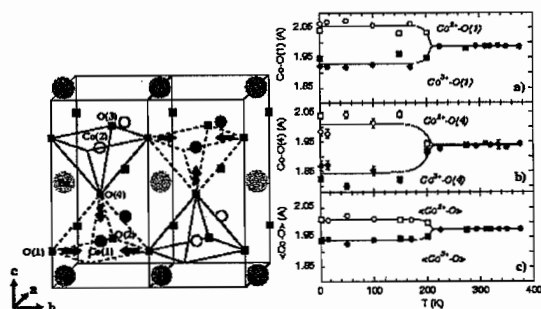 O(3)
Co(2)
O(4)
O(1)
O(2)
Co(1)
c
a
b
Co-O(1) (Å)
2.05
1.95
1.85
Co²⁺-O(1)
Co³⁺-O(1)
a)
Co-O(4) (Å)
2.05
1.95
1.85
Co²⁺-O(4)
Co³⁺-O(4)
b)
<Co-O> (Å)
2.05
1.95
1.85
<Co²⁺-O>
<Co³⁺-O>
c)
0 100 200 300 400
T (K)